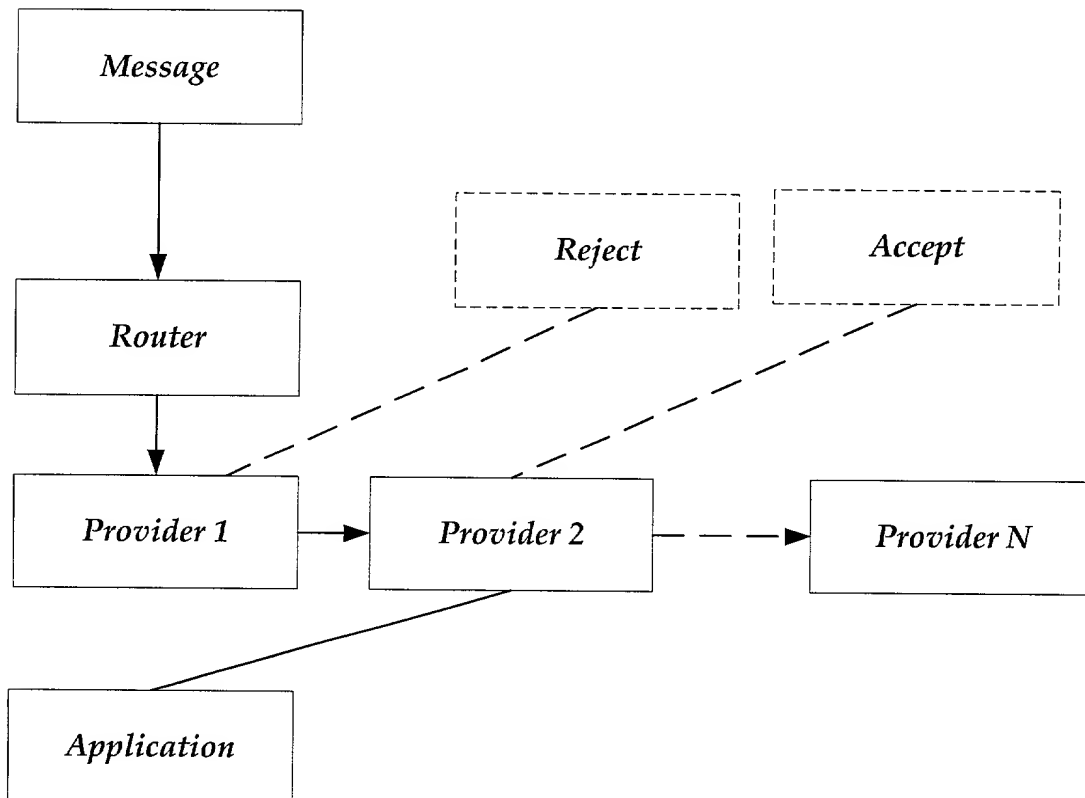 Message
Reject
Accept
Router
Provider 1
Provider 2
Provider N
Application